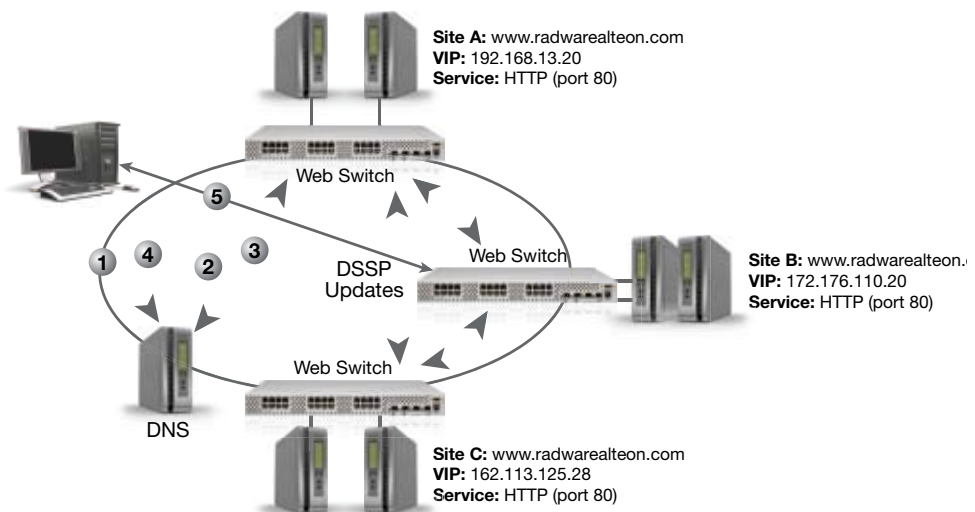 Site A: www.radwarealteon.com
VIP: 192.168.13.20
Service: HTTP (port 80)
Web Switch
5
1
4
2
3
DSSP
Updates
Web Switch
Site B: www.radwarealteon.
VIP: 172.176.110.20
Service: HTTP (port 80)
Web Switch
DNS
Site C: www.radwarealteon.com
VIP: 162.113.125.28
Service: HTTP (port 80)